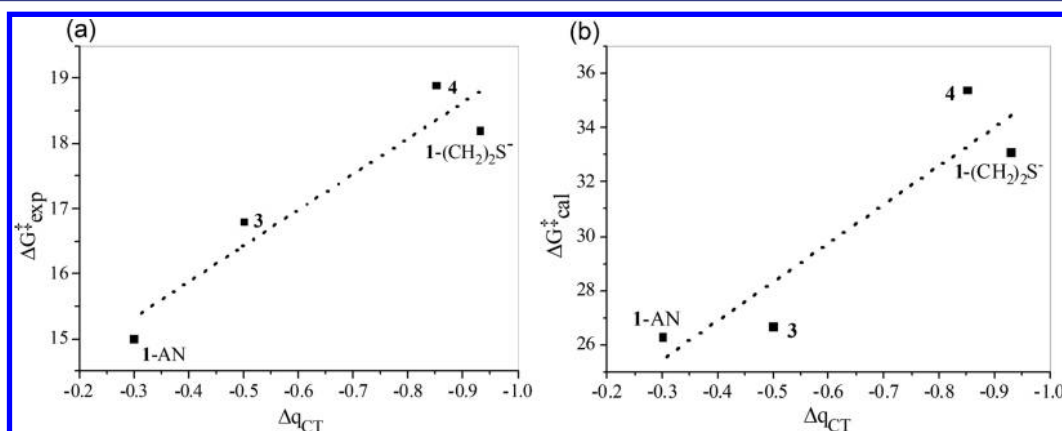 (a)
19
18
17
16
15
ΔG‡exp
4
1-(CH2)2S-
3
1-AN
-0.2 -0.3 -0.4 -0.5 -0.6 -0.7 -0.8 -0.9 -1.0
ΔqCT
(b)
36
34
32
30
28
26
ΔG‡cal
4
1-(CH2)2S-
1-AN
3
-0.2 -0.3 -0.4 -0.5 -0.6 -0.7 -0.8 -0.9 -1.0
ΔqCT